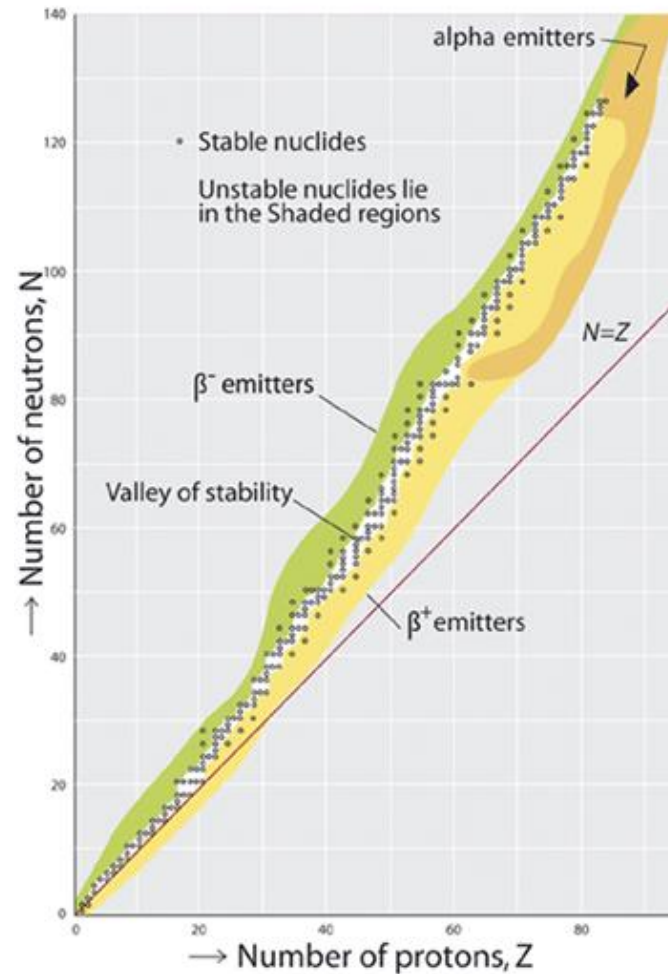 140
alpha emitters
120
Stable nuclides
Unstable nuclides lie
in the Shaded regions
100
N=Z
80
β⁻ emitters
Valley of stability
60
β⁺ emitters
40
20
0
0 20 40 60 80
→ Number of neutrons, N
→ Number of protons, Z